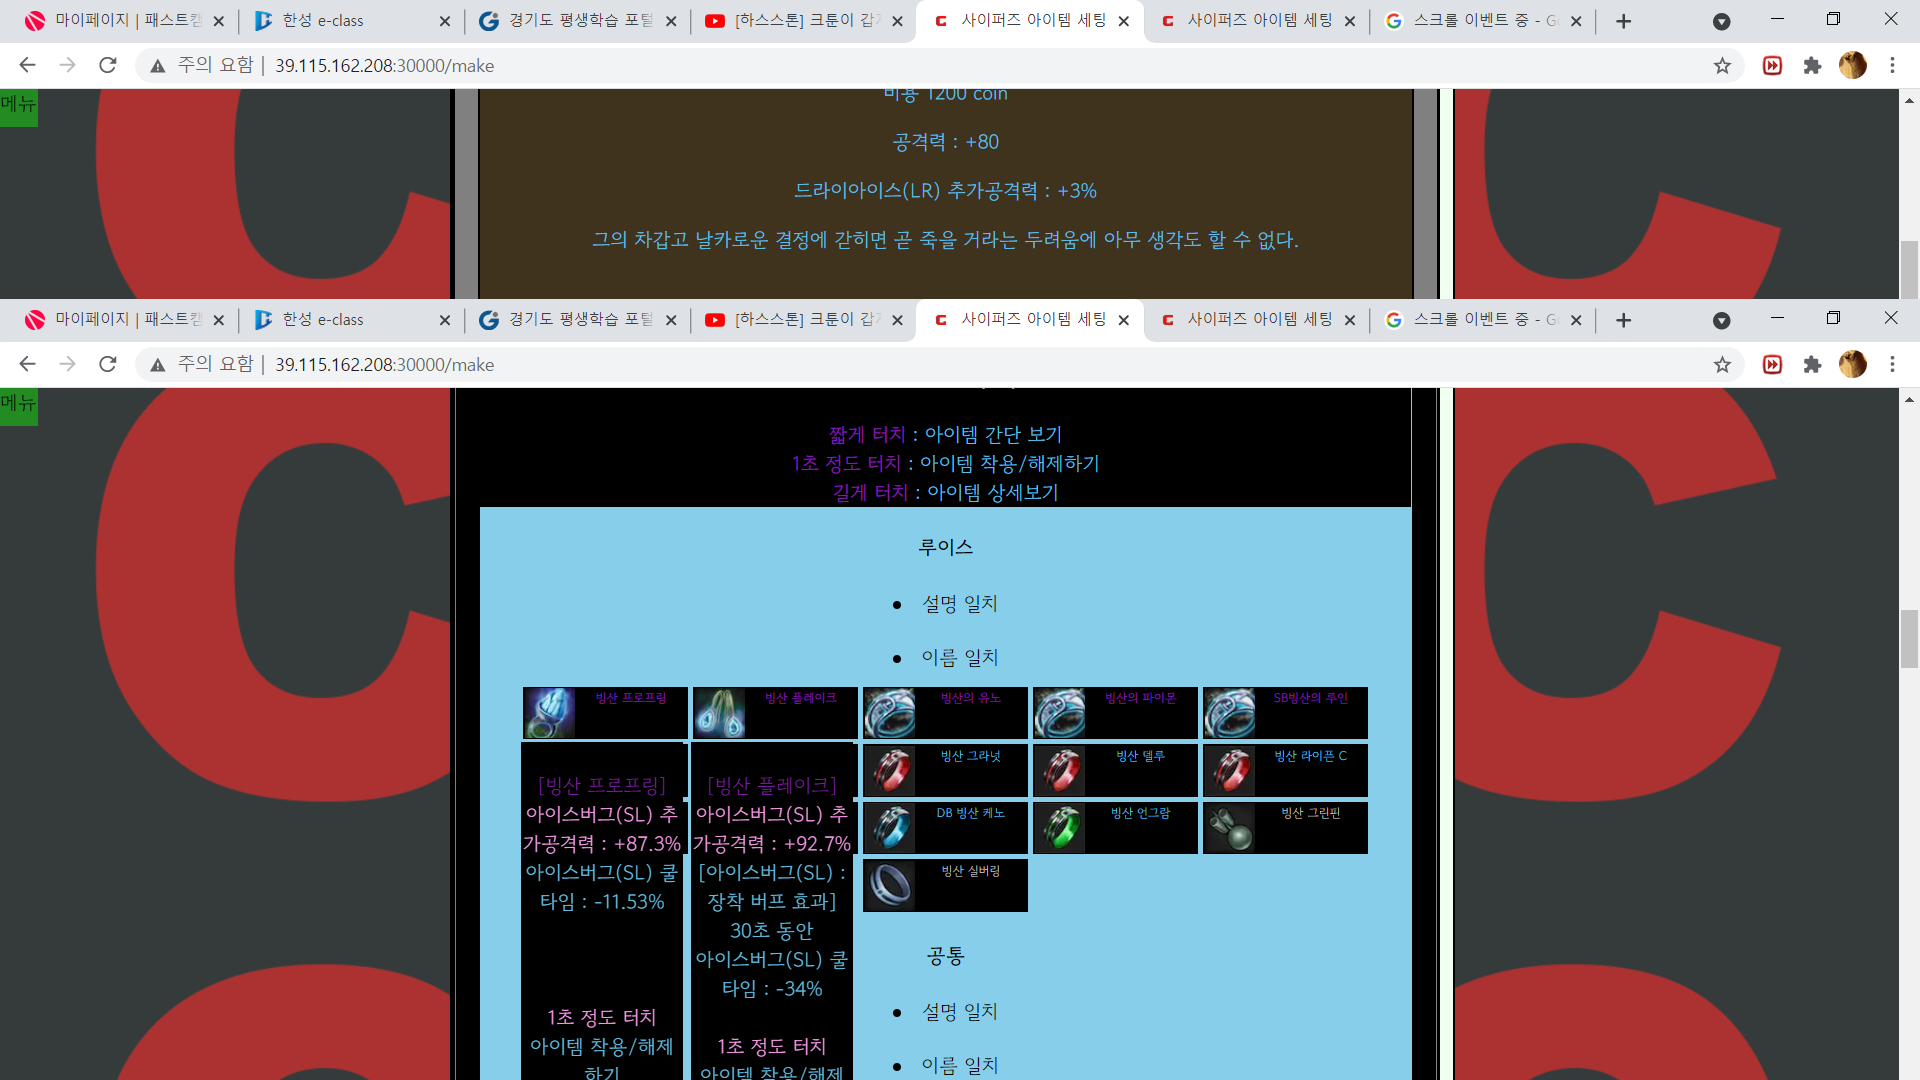 마이페이지 | 패스트캠
한성 e-class
경기도 평생학습 포털
[하스스톤] 크툰이 갑자
사이퍼즈 아이템 세팅
사이퍼즈 아이템 세팅
스크롤 이벤트 중 - Go
주의 요함 | 39.115.162.208:30000/make
메뉴
비용 1200 coin
공격력 : +80
드라이아이스(LR) 추가공격력 : +3%
그의 차갑고 날카로운 결정에 갇히면 곧 죽을 거라는 두려움에 아무 생각도 할 수 없다.
마이페이지 | 패스트캠
한성 e-class
경기도 평생학습 포털
[하스스톤] 크툰이 갑자
사이퍼즈 아이템 세팅
사이퍼즈 아이템 세팅
스크롤 이벤트 중 - Go
주의 요함 | 39.115.162.208:30000/make
메뉴
짧게 터치 : 아이템 간단 보기
1초 정도 터치 : 아이템 착용/해제하기
길게 터치 : 아이템 상세보기
루이스
설명 일치
이름 일치
빙산 프로프링
빙산 플레이크
빙산의 유노
빙산의 파이몬
SB빙산의 루인
빙산 그라넛
빙산 델루
빙산 라이픈 C
DB 빙산 케노
빙산 언그람
빙산 그린핀
빙산 실버링
[빙산 프로프링]
아이스버그(SL) 추
가공격력 : +87.3%
아이스버그(SL) 쿨
타임 : -11.53%
1초 정도 터치
아이템 착용/해제
하기
[빙산 플레이크]
아이스버그(SL) 추
가공격력 : +92.7%
[아이스버그(SL) :
장착 버프 효과]
30초 동안
아이스버그(SL) 쿨
타임 : -34%
1초 정도 터치
아이템 착용/해제
공통
설명 일치
이름 일치